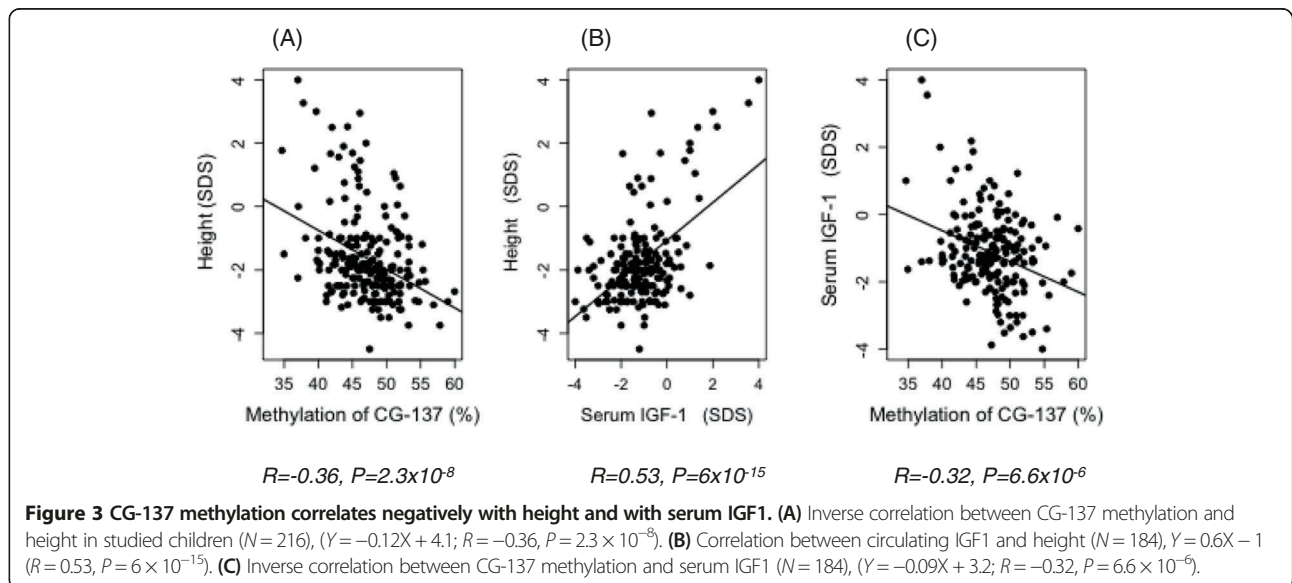 (A) (B) (C)
Height (SDS)
4
2
0
-2
-4
35 40 45 50 55 60
Methylation of CG-137 (%)
Height (SDS)
4
2
0
-2
-4
-4 -2 0 2 4
Serum IGF-1 (SDS)
Serum IGF-1 (SDS)
4
2
0
-2
-4
35 40 45 50 55 60
Methylation of CG-137 (%)
R=-0.36, P=2.3x10⁻⁸ R=0.53, P=6x10⁻¹⁵ R=-0.32, P=6.6x10⁻⁶
Figure 3 CG-137 methylation correlates negatively with height and with serum IGF1. (A) Inverse correlation between CG-137 methylation and
height in studied children (N = 216), (Y = −0.12X + 4.1; R = −0.36, P = 2.3 × 10⁻⁸). (B) Correlation between circulating IGF1 and height (N = 184), Y = 0.6X − 1
(R = 0.53, P = 6 × 10⁻¹⁵). (C) Inverse correlation between CG-137 methylation and serum IGF1 (N = 184), (Y = −0.09X + 3.2; R = −0.32, P = 6.6 × 10⁻⁶).